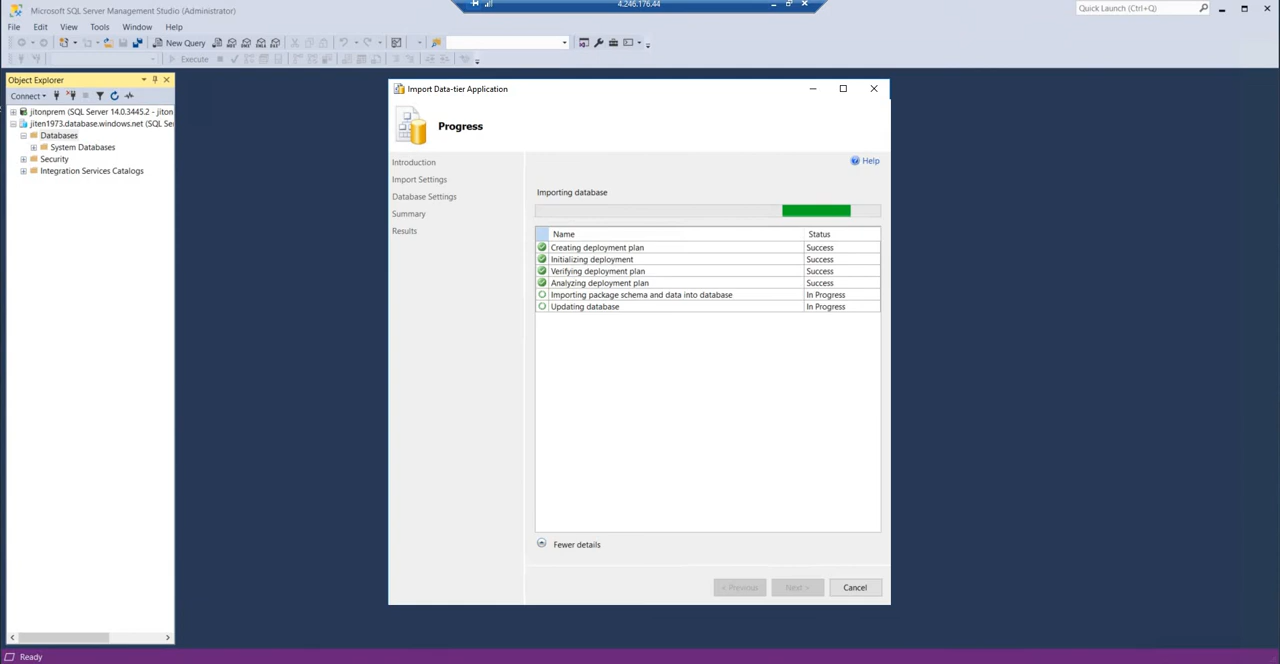 Microsoft SQL Server Management Studio (Administrator)
4.246.176.44
Quick Launch (Ctrl+Q)
File Edit View Tools Window Help
New Query
Execute
Object Explorer
Connect
jitonprem (SQL Server 14.0.3445.2 - jiton
jiten1973.database.windows.net (SQL Se
Databases
System Databases
Security
Integration Services Catalogs
Import Data-tier Application
Progress
Introduction
Import Settings
Database Settings
Summary
Results
Help
Importing database
Name Status
Creating deployment plan Success
Initializing deployment Success
Verifying deployment plan Success
Analyzing deployment plan Success
Importing package schema and data into database In Progress
Updating database In Progress
Fewer details
< Previous Next > Cancel
Ready